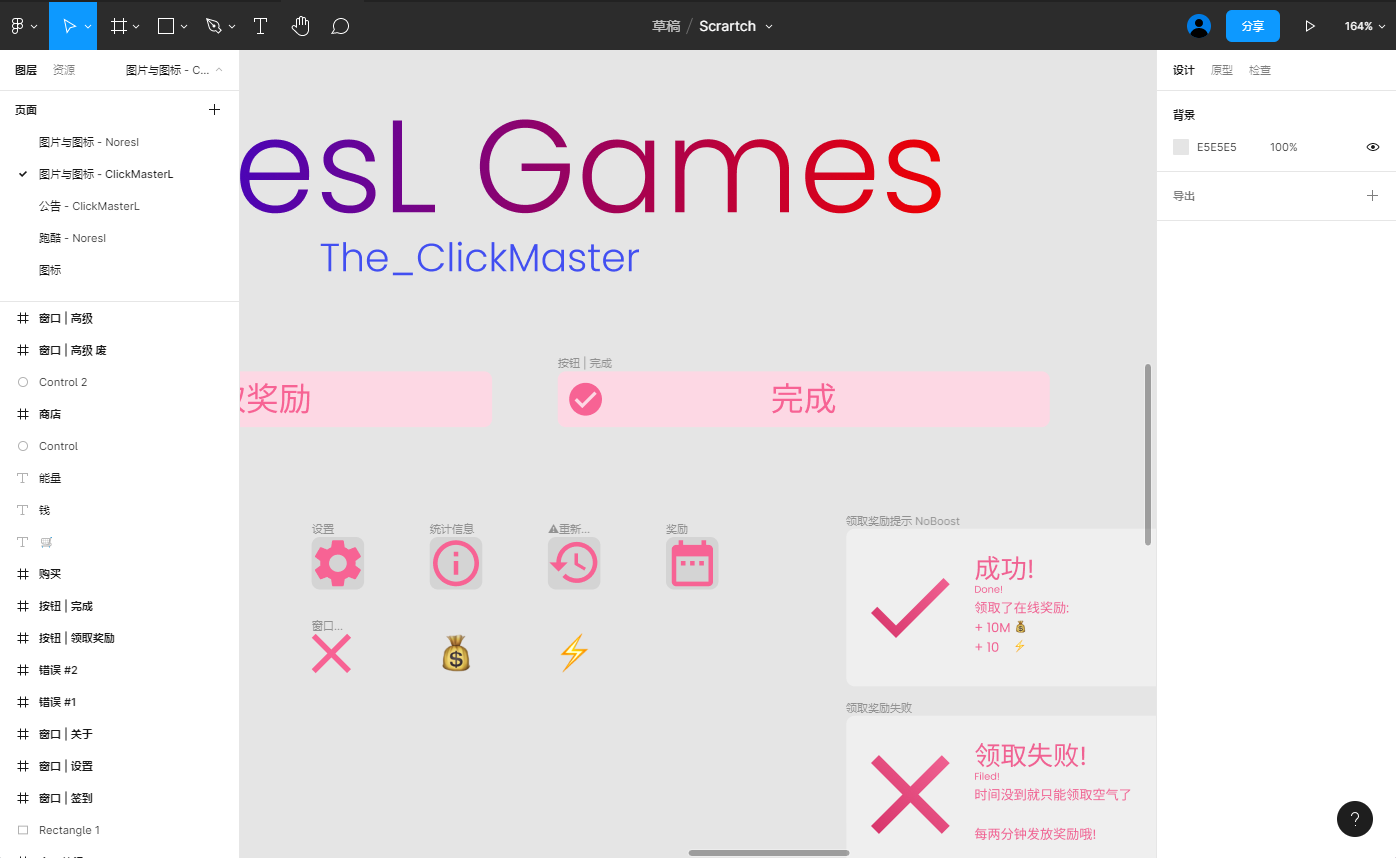 草稿 / Scrartch
分享
164%
图层 资源 图片与图标 - C...
页面
图片与图标 - Noresl
图片与图标 - ClickMasterL
公告 - ClickMasterL
跑酷 - Noresl
图标
窗口 | 高级
窗口 | 高级 废
Control 2
商店
Control
能量
钱
🛒
购买
按钮 | 完成
按钮 | 领取奖励
错误 #2
错误 #1
窗口 | 关于
窗口 | 设置
窗口 | 签到
Rectangle 1
esL Games
The_ClickMaster
奖励
按钮 | 完成
完成
设置
统计信息
⚠重新...
奖励
窗口...
领取奖励提示 NoBoost
成功!
Done!
领取了在线奖励:
+ 10M 💰
+ 10 ⚡
领取奖励失败
领取失败!
Filed!
时间没到就只能领取空气了
每两分钟发放奖励哦!
设计 原型 检查
背景
E5E5E5 100%
导出
?